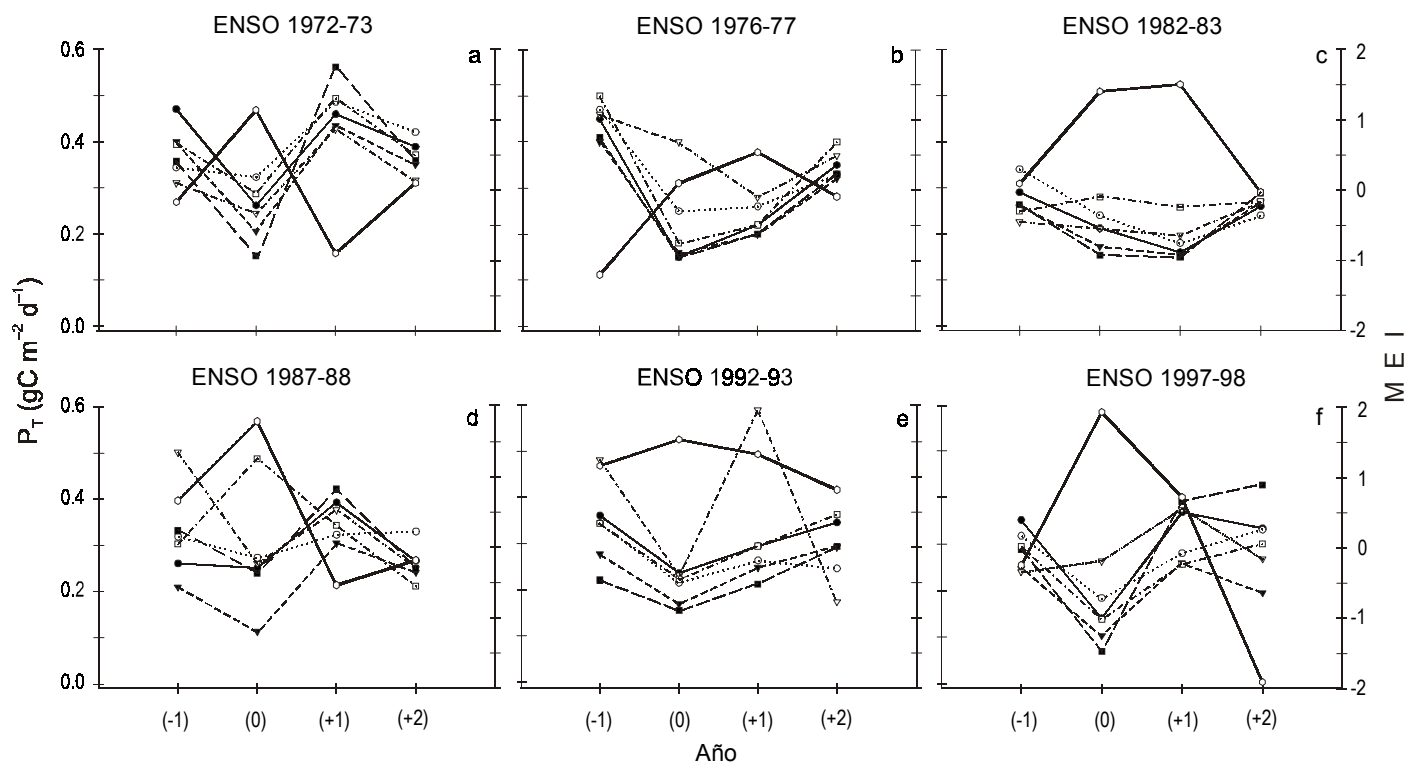 ENSO 1972-73
ENSO 1976-77
ENSO 1982-83
a
b
c
0.6
0.4
0.2
0.0
2
1
0
-1
-2
P_T (gC m⁻² d⁻¹)
M E I
ENSO 1987-88
ENSO 1992-93
ENSO 1997-98
d
e
f
0.6
0.4
0.2
0.0
2
1
0
-1
-2
(-1) (0) (+1) (+2)
(-1) (0) (+1) (+2)
(-1) (0) (+1) (+2)
Año